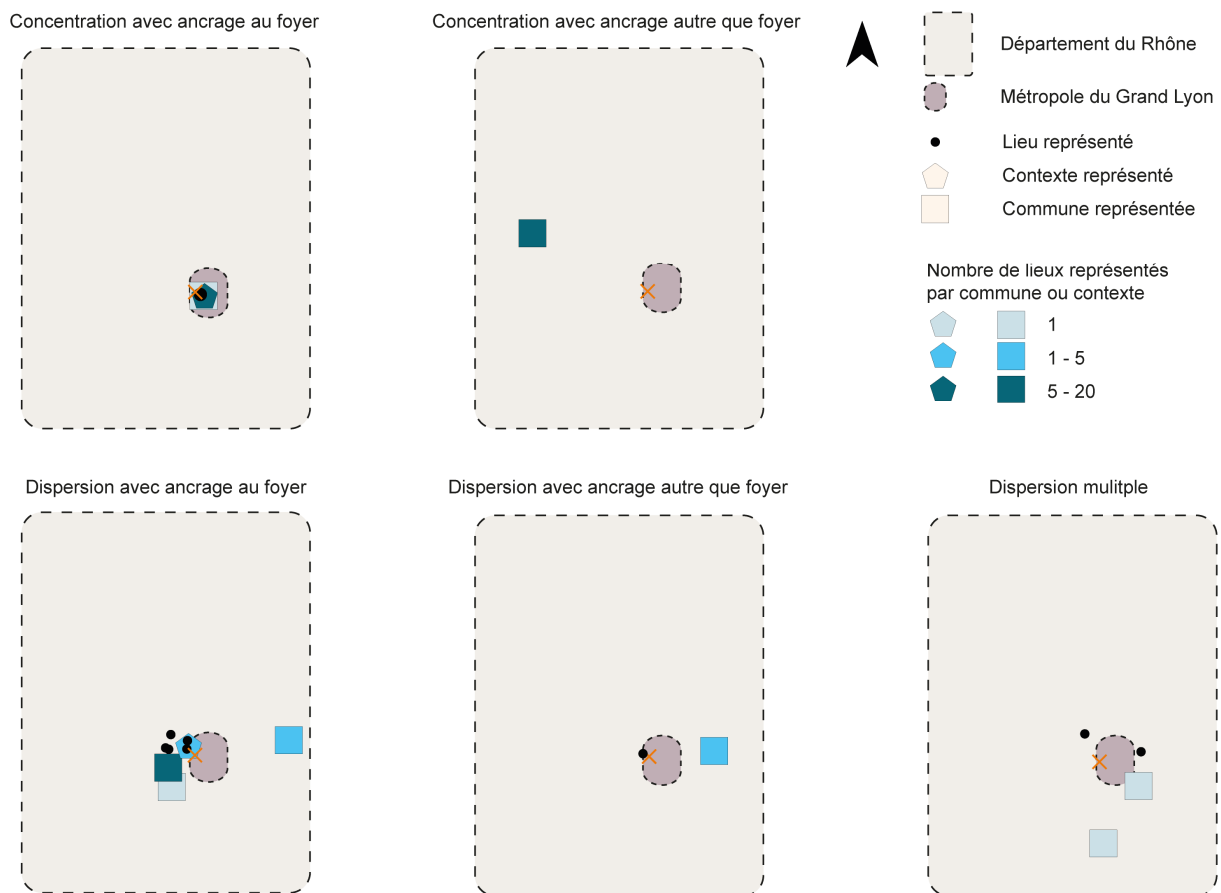 Concentration avec ancrage au foyer
Concentration avec ancrage autre que foyer
Département du Rhône
Métropole du Grand Lyon
Lieu représenté
Contexte représenté
Commune représentée
Nombre de lieux représentés
par commune ou contexte
1
1 - 5
5 - 20
Dispersion avec ancrage au foyer
Dispersion avec ancrage autre que foyer
Dispersion mulitple